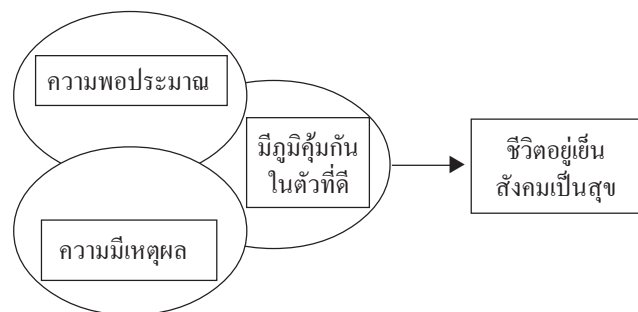 ความพอประมาณ
มีภูมิคุ้มกัน
ในตัวที่ดี
ความมีเหตุผล
ชีวิตอยู่เย็น
สังคมเป็นสุข